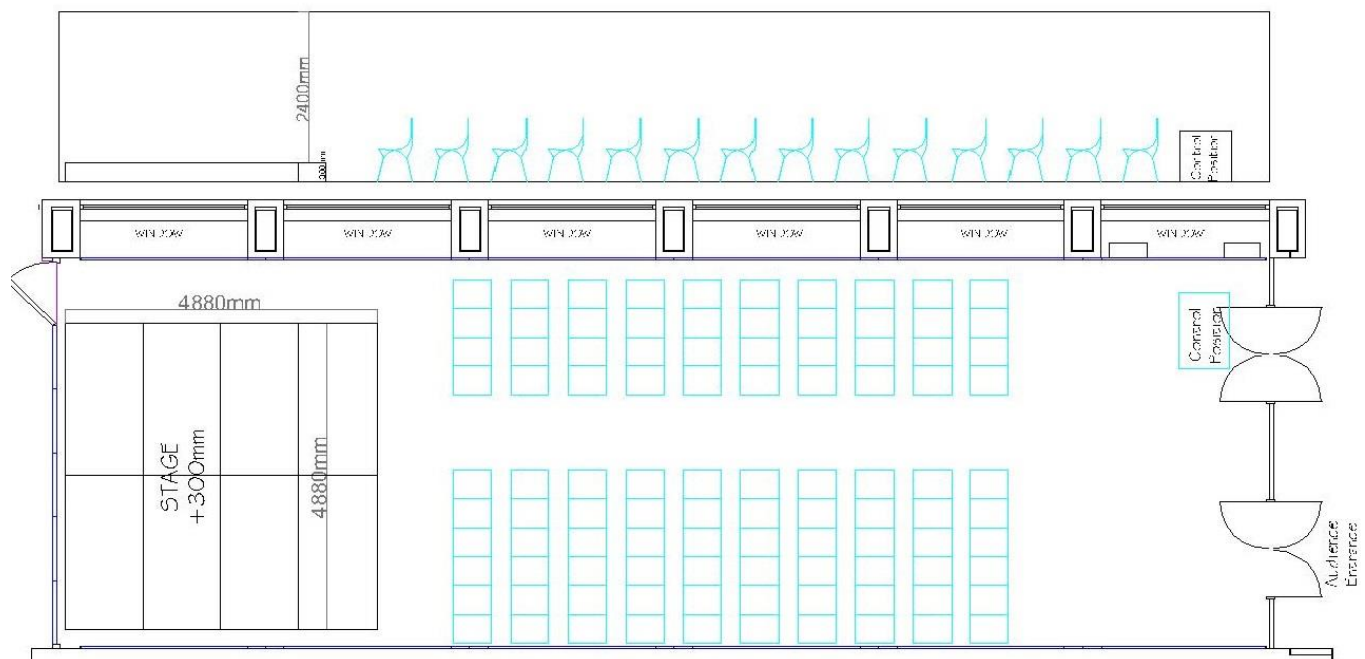 2400mm
Control
Position
WINDOW
WINDOW
WINDOW
WINDOW
WINDOW
WINDOW
4880mm
Control
Position
STAGE
+300mm
4880mm
Audience
Entrance